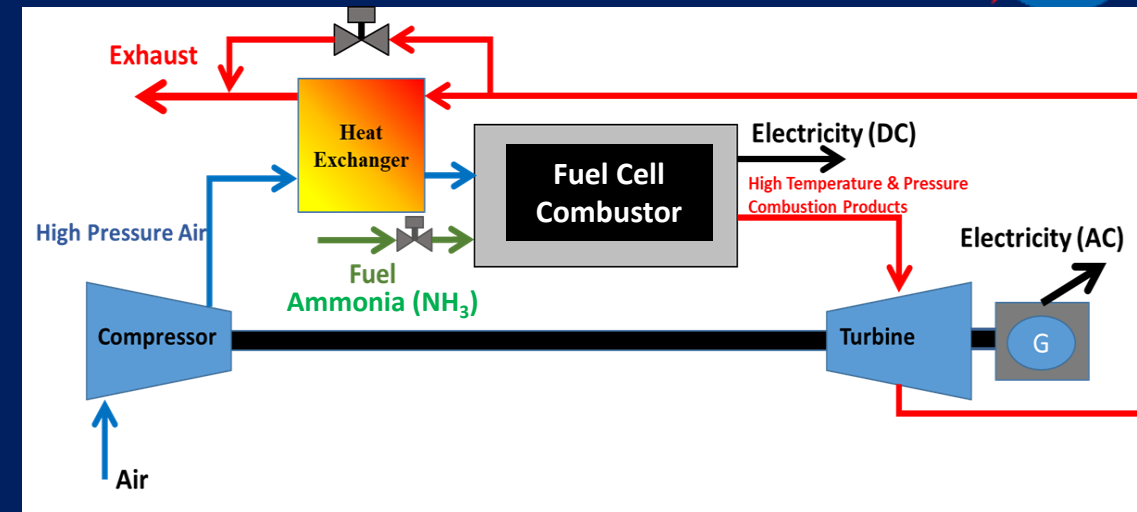 Exhaust
Heat
Exchanger
Electricity (DC)
Fuel Cell
Combustor
High Temperature & Pressure
Combustion Products
High Pressure Air
Electricity (AC)
Fuel
Ammonia (NH₃)
Compressor
Turbine
G
Air